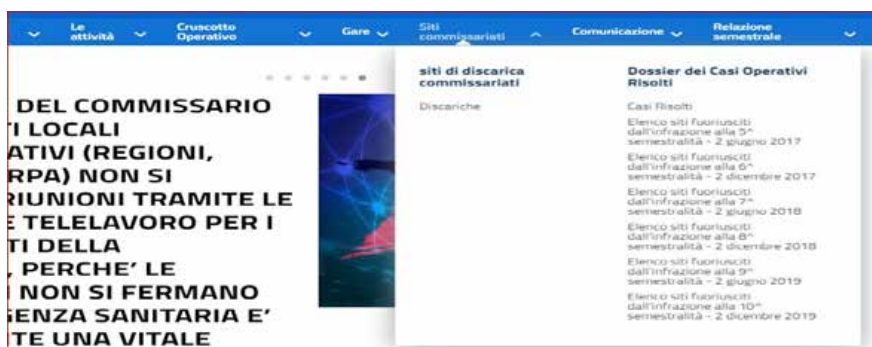 Le
attività
Cruscotto
Operativo
Gare
Siti
commissariati
Comunicazione
Relazione
semestrale
DEL COMMISSARIO
TI LOCALI
ATIVI (REGIONI,
RPA) NON SI
RIUNIONI TRAMITE LE
E TELELAVORO PER I
TI DELLA
, PERCHE’ LE
I NON SI FERMANO
GENZA SANITARIA E’
TE UNA VITALE
siti di discarica
commissariati
Discariche
Dossier dei Casi Operativi
Risolti
Casi Risolti
Elenco siti fuoriusciti
dall'infrazione alla 5^
semestralità - 2 giugno 2017
Elenco siti fuoriusciti
dall'infrazione alla 6^
semestralità - 2 dicembre 2017
Elenco siti fuoriusciti
dall'infrazione alla 7^
semestralità - 2 giugno 2018
Elenco siti fuoriusciti
dall'infrazione alla 8^
semestralità - 2 dicembre 2018
Elenco siti fuoriusciti
dall'infrazione alla 9^
semestralità - 2 giugno 2019
Elenco siti fuoriusciti
dall'infrazione alla 10^
semestralità - 2 dicembre 2019